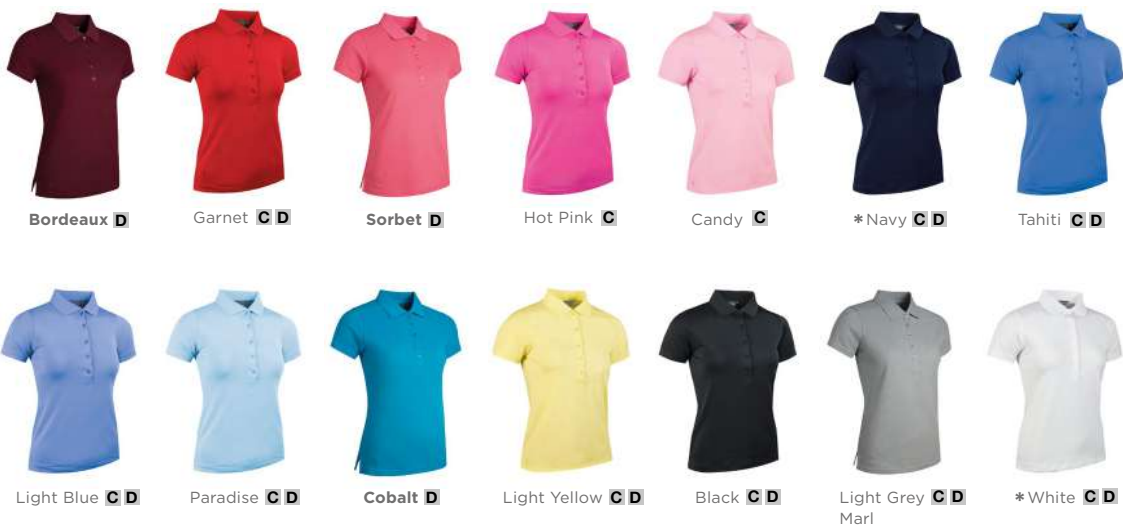 Bordeaux D
Garnet C D
Sorbet D
Hot Pink C
Candy C
*Navy C D
Tahiti C D
Light Blue C D
Paradise C D
Cobalt D
Light Yellow C D
Black C D
Light Grey C D
Marl
*White C D